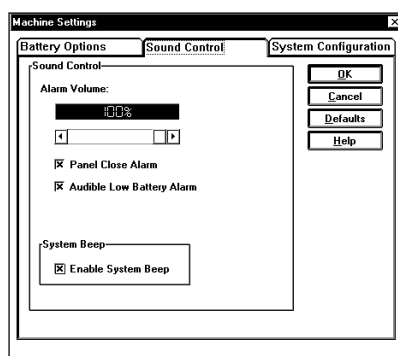 Machine Settings
Battery Options Sound Control System Configuration
Sound Control
Alarm Volume:
100%
Panel Close Alarm
Audible Low Battery Alarm
System Beep
Enable System Beep
OK
Cancel
Defaults
Help